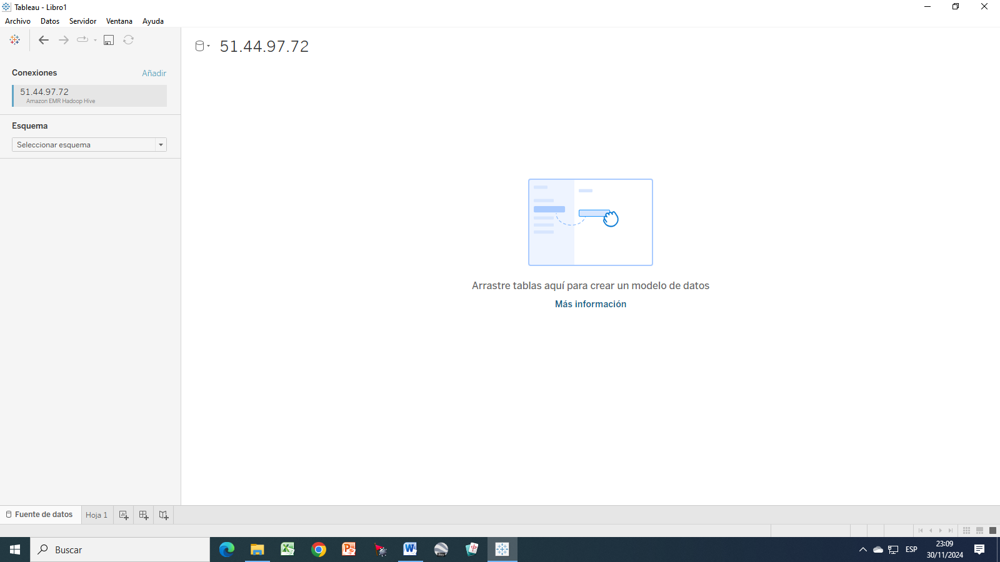 Tableau - Libro1
Archivo Datos Servidor Ventana Ayuda
51.44.97.72
Conexiones Añadir
51.44.97.72
Amazon EMR Hadoop Hive
Esquema
Seleccionar esquema
Arrastre tablas aquí para crear un modelo de datos
Más información
Fuente de datos Hoja 1
Buscar
ESP
23:09
30/11/2024